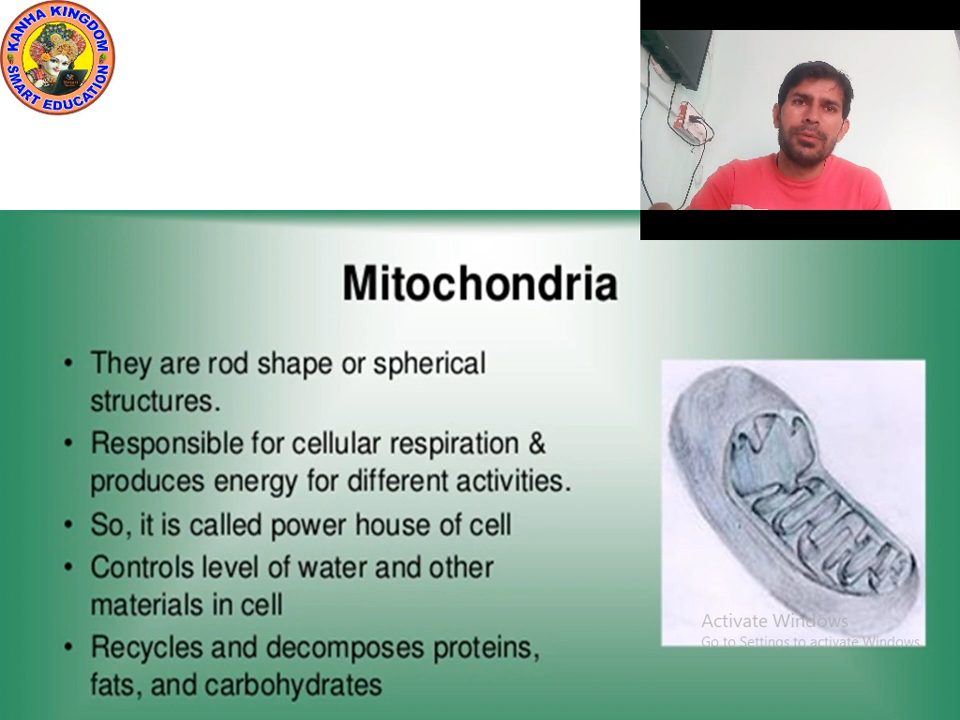 KANHA KINGDOM
SMART EDUCATION
Mitochondria
• They are rod shape or spherical
structures.
• Responsible for cellular respiration &
produces energy for different activities.
• So, it is called power house of cell
• Controls level of water and other
materials in cell
• Recycles and decomposes proteins,
fats, and carbohydrates
Activate Windows
Go to Settings to activate Windows